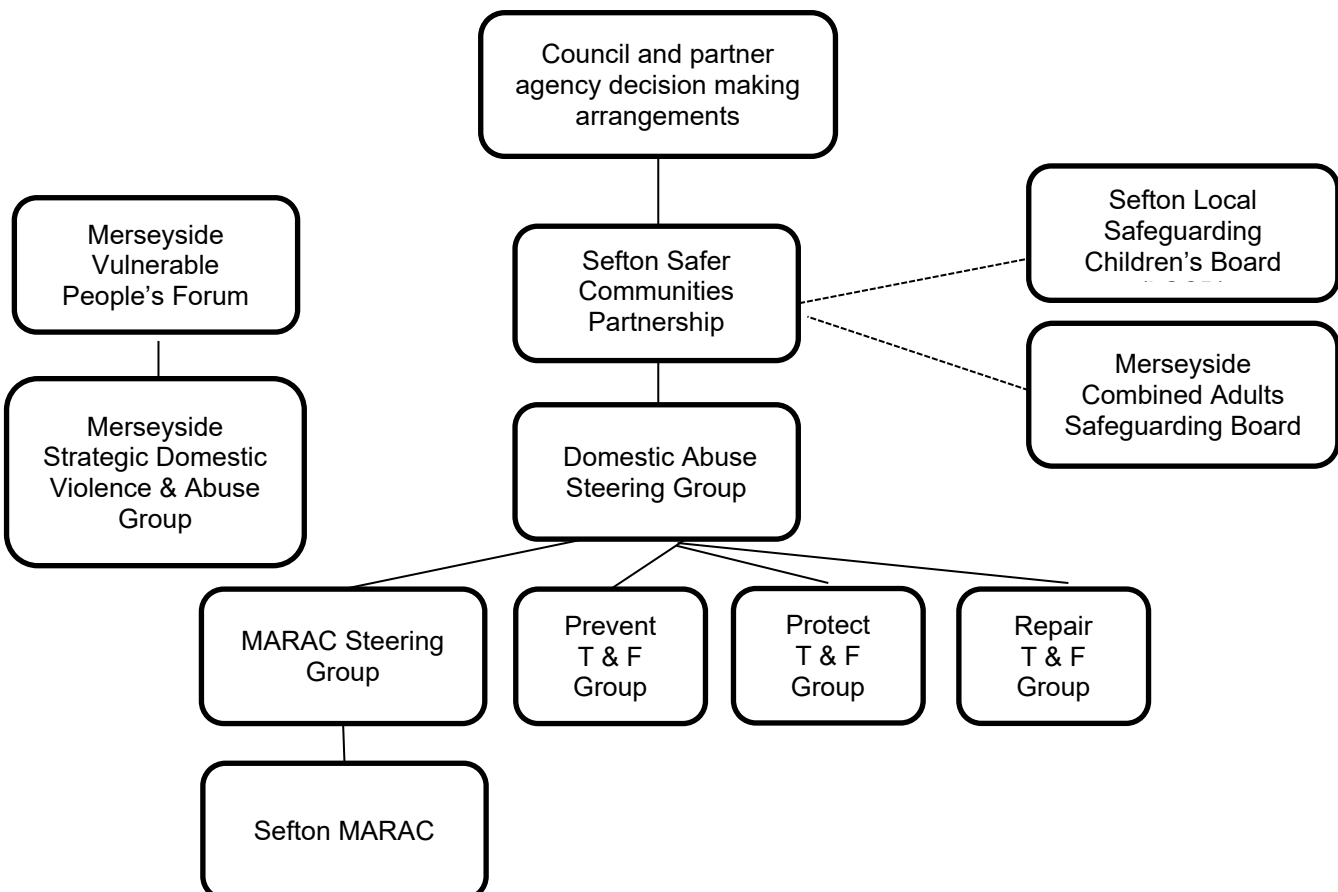 Council and partner
agency decision making
arrangements
Sefton Local
Safeguarding
Children’s Board
Merseyside
Vulnerable
People’s Forum
Sefton Safer
Communities
Partnership
Merseyside
Combined Adults
Safeguarding Board
Merseyside
Strategic Domestic
Violence & Abuse
Group
Domestic Abuse
Steering Group
MARAC Steering
Group
Prevent
T & F
Group
Protect
T & F
Group
Repair
T & F
Group
Sefton MARAC